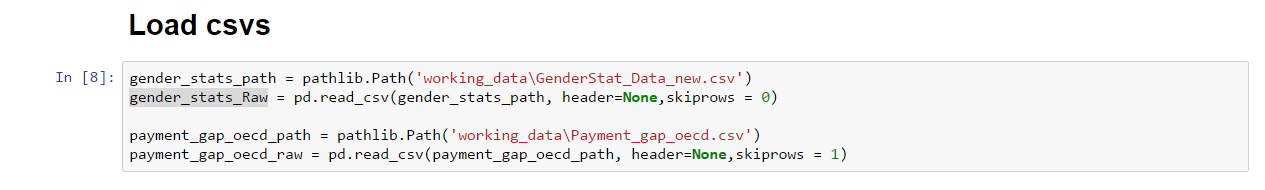 Load csvs
In [8]: gender_stats_path = pathlib.Path('working_data\GenderStat_Data_new.csv')
gender_stats_Raw = pd.read_csv(gender_stats_path, header=None,skiprows = 0)
payment_gap_oecd_path = pathlib.Path('working_data\Payment_gap_oecd.csv')
payment_gap_oecd_raw = pd.read_csv(payment_gap_oecd_path, header=None,skiprows = 1)